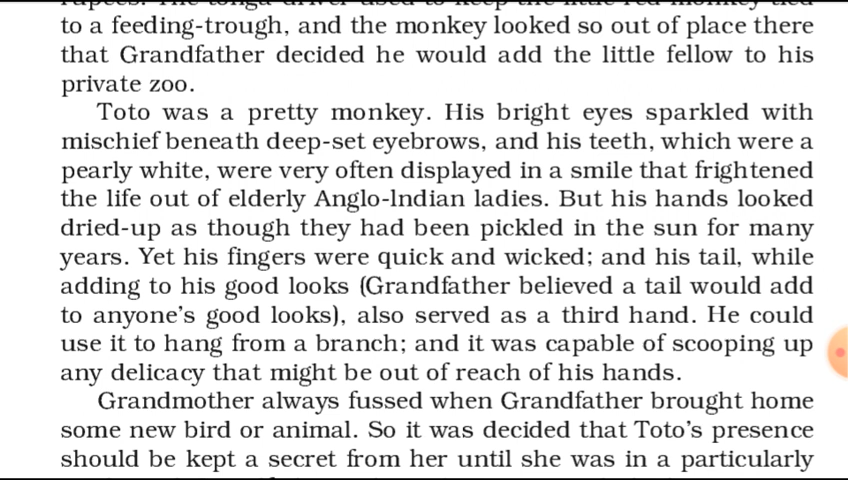 to a feeding-trough, and the monkey looked so out of place there
that Grandfather decided he would add the little fellow to his
private zoo.
Toto was a pretty monkey. His bright eyes sparkled with
mischief beneath deep-set eyebrows, and his teeth, which were a
pearly white, were very often displayed in a smile that frightened
the life out of elderly Anglo-Indian ladies. But his hands looked
dried-up as though they had been pickled in the sun for many
years. Yet his fingers were quick and wicked; and his tail, while
adding to his good looks (Grandfather believed a tail would add
to anyone’s good looks), also served as a third hand. He could
use it to hang from a branch; and it was capable of scooping up
any delicacy that might be out of reach of his hands.
Grandmother always fussed when Grandfather brought home
some new bird or animal. So it was decided that Toto’s presence
should be kept a secret from her until she was in a particularly